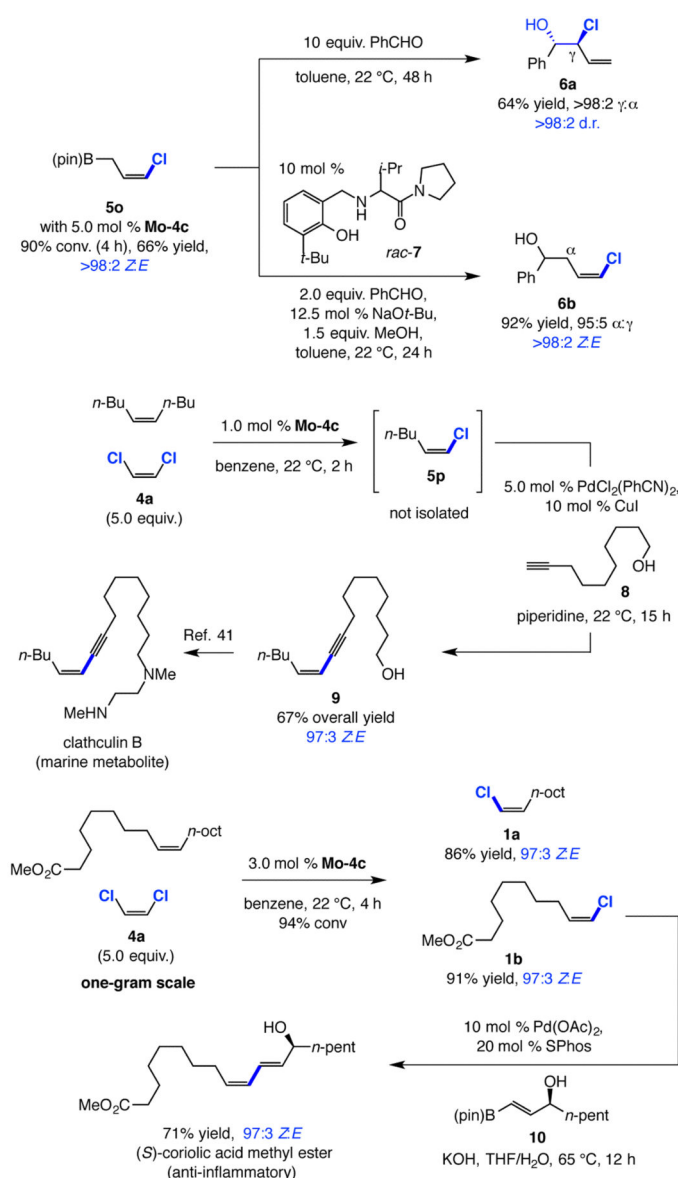 10 equiv. PhCHO
toluene, 22 °C, 48 h
HO
Cl
Ph
γ
6a
64% yield, >98:2 γ:α
>98:2 d.r.
(pin)B
Cl
5o
with 5.0 mol % Mo-4c
90% conv. (4 h), 66% yield,
>98:2 Z:E
10 mol %
i-Pr
N
H
N
O
OH
t-Bu
rac-7
2.0 equiv. PhCHO,
12.5 mol % NaOt-Bu,
1.5 equiv. MeOH,
toluene, 22 °C, 24 h
HO
α
Cl
Ph
6b
92% yield, 95:5 α:γ
>98:2 Z:E
n-Bu
n-Bu
Cl
Cl
4a
(5.0 equiv.)
1.0 mol % Mo-4c
benzene, 22 °C, 2 h
n-Bu
Cl
5p
not isolated
5.0 mol % PdCl2(PhCN)2,
10 mol % CuI
OH
8
piperidine, 22 °C, 15 h
n-Bu
OH
9
67% overall yield
97:3 Z:E
Ref. 41
n-Bu
NMe
MeHN
clathculin B
(marine metabolite)
n-oct
MeO2C
Cl
Cl
4a
(5.0 equiv.)
one-gram scale
3.0 mol % Mo-4c
benzene, 22 °C, 4 h
94% conv
Cl
n-oct
1a
86% yield, 97:3 Z:E
Cl
MeO2C
1b
91% yield, 97:3 Z:E
10 mol % Pd(OAc)2,
20 mol % SPhos
OH
(pin)B
n-pent
10
KOH, THF/H2O, 65 °C, 12 h
HO
n-pent
MeO2C
71% yield, 97:3 Z:E
(S)-coriolic acid methyl ester
(anti-inflammatory)